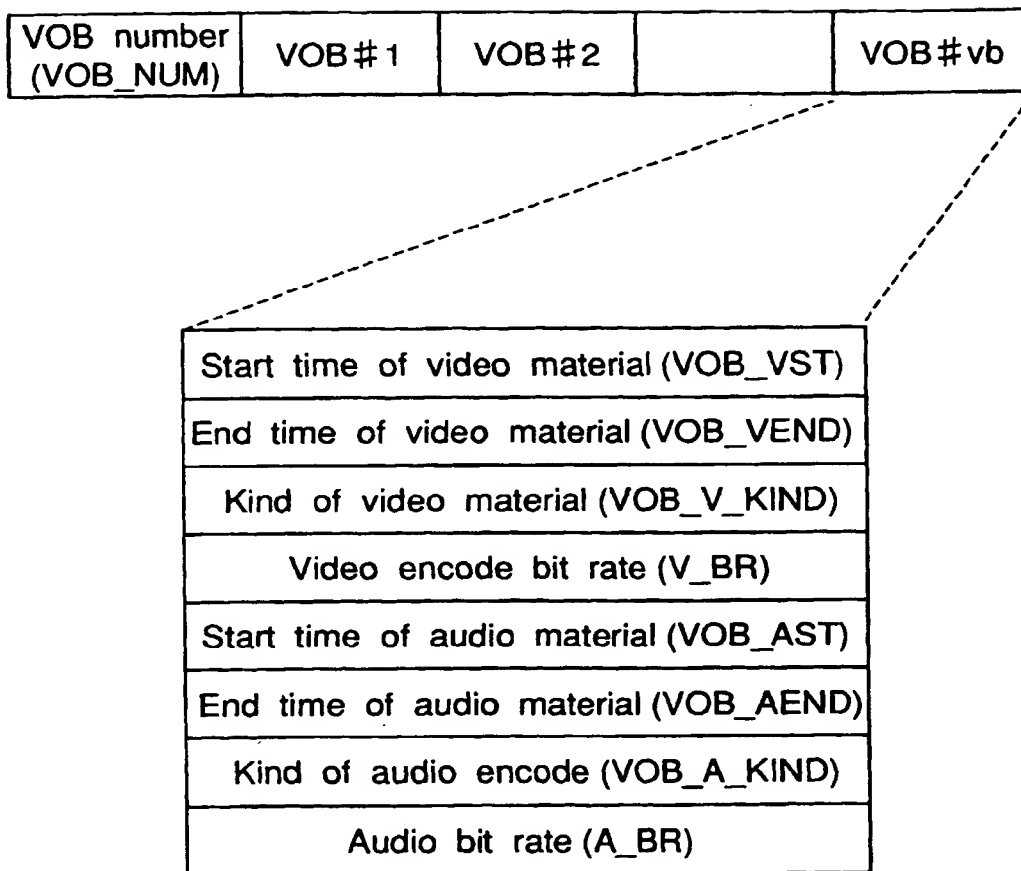 VOB number
(VOB_NUM)
VOB#1
VOB#2
VOB#vb
Start time of video material (VOB_VST)
End time of video material (VOB_VEND)
Kind of video material (VOB_V_KIND)
Video encode bit rate (V_BR)
Start time of audio material (VOB_AST)
End time of audio material (VOB_AEND)
Kind of audio encode (VOB_A_KIND)
Audio bit rate (A_BR)